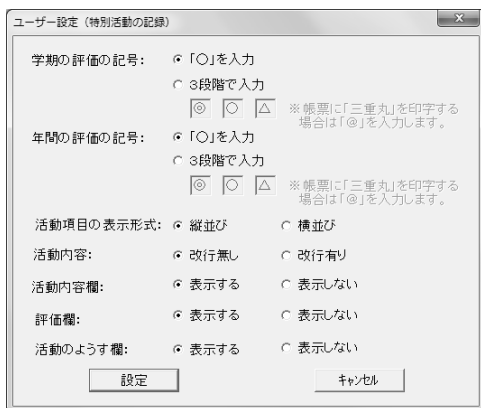 ユーザー設定（特別活動の記録）
学期の評価の記号： 「○」を入力
3段階で入力
◎ ○ △ ※帳票に「三重丸」を印字する
場合は「@」を入力します。
年間の評価の記号： 「○」を入力
3段階で入力
◎ ○ △ ※帳票に「三重丸」を印字する
場合は「@」を入力します。
活動項目の表示形式： 縦並び 横並び
活動内容： 改行無し 改行有り
活動内容欄： 表示する 表示しない
評価欄： 表示する 表示しない
活動のようす欄： 表示する 表示しない
設定 キャンセル